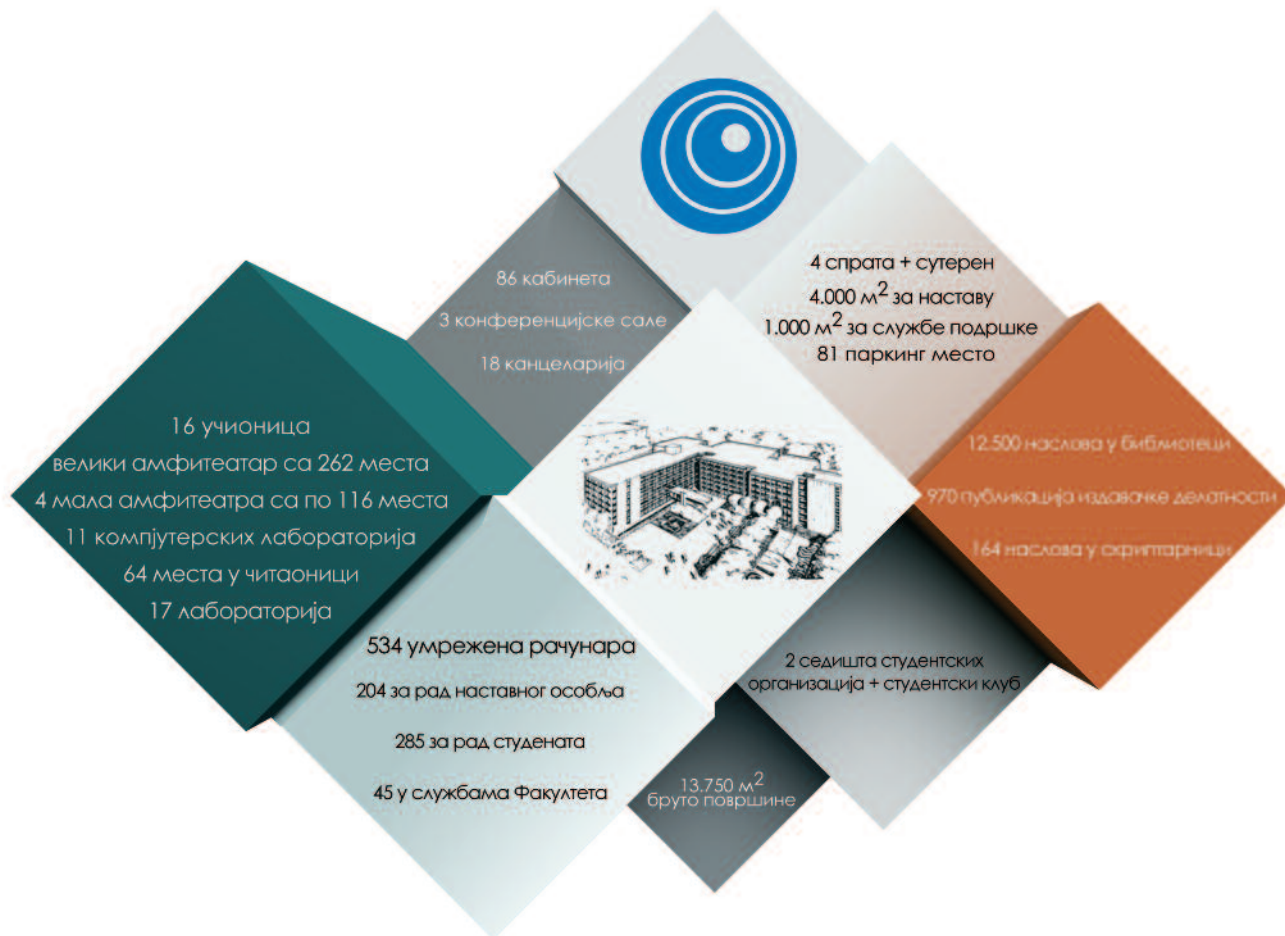 86 кабинета
3 конференцијске сале
18 канцеларија
4 спрата + сутерен
4.000 м² за наставу
1.000 м² за службе подршке
81 паркинг место
16 учионица
велики амфитеатар са 262 места
4 мала амфитеатра са по 116 места
11 компјутерских лабораторија
64 места у читаоници
17 лабораторија
12.500 наслова у библиотеци
970 публикација издавачке делатности
164 наслова у скриптарници
534 умрежена рачунара
204 за рад наставног особља
285 за рад студената
45 у службама Факултета
2 седишта студентских
организација + студентски клуб
13.750 м²
бруто површине